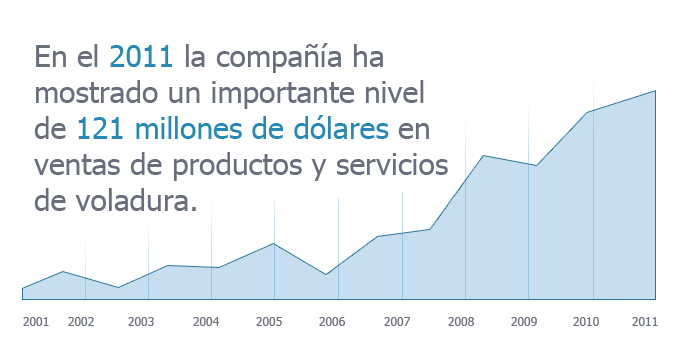 En el 2011 la compañía ha
mostrado un importante nivel
de 121 millones de dólares en
ventas de productos y servicios
de voladura.
2001 2002 2003 2004 2005 2006 2007 2008 2009 2010 2011